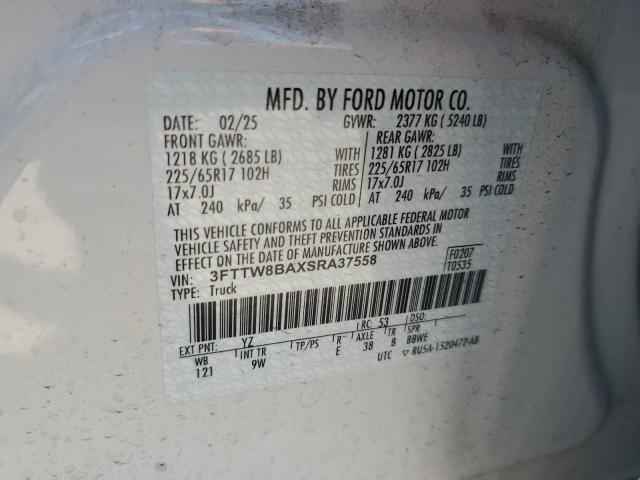 MFD. BY FORD MOTOR CO.
DATE: 02/25 GVWR: 2377 KG ( 5240 LB)
FRONT GAWR: REAR GAWR:
1218 KG ( 2685 LB) WITH 1281 KG ( 2825 LB) WITH
225/65R17 102H TIRES 225/65R17 102H TIRES
17x7.0J RIMS 17x7.0J RIMS
AT 240 kPa/ 35 PSI COLD AT 240 kPa/ 35 PSI COLD
THIS VEHICLE CONFORMS TO ALL APPLICABLE FEDERAL MOTOR
VEHICLE SAFETY AND THEFT PREVENTION STANDARDS IN
EFFECT ON THE DATE OF MANUFACTURE SHOWN ABOVE.
VIN: 3FTTW8BAXSRA37558 F0207
TYPE: Truck T0535
EXT PNT: YZ RC: 53 DSO:
WB INT TR TP/PS R AXLE TR SPR
121 9W E 38 8 BBWE
UTC ▽ RU5A-1520472-AB